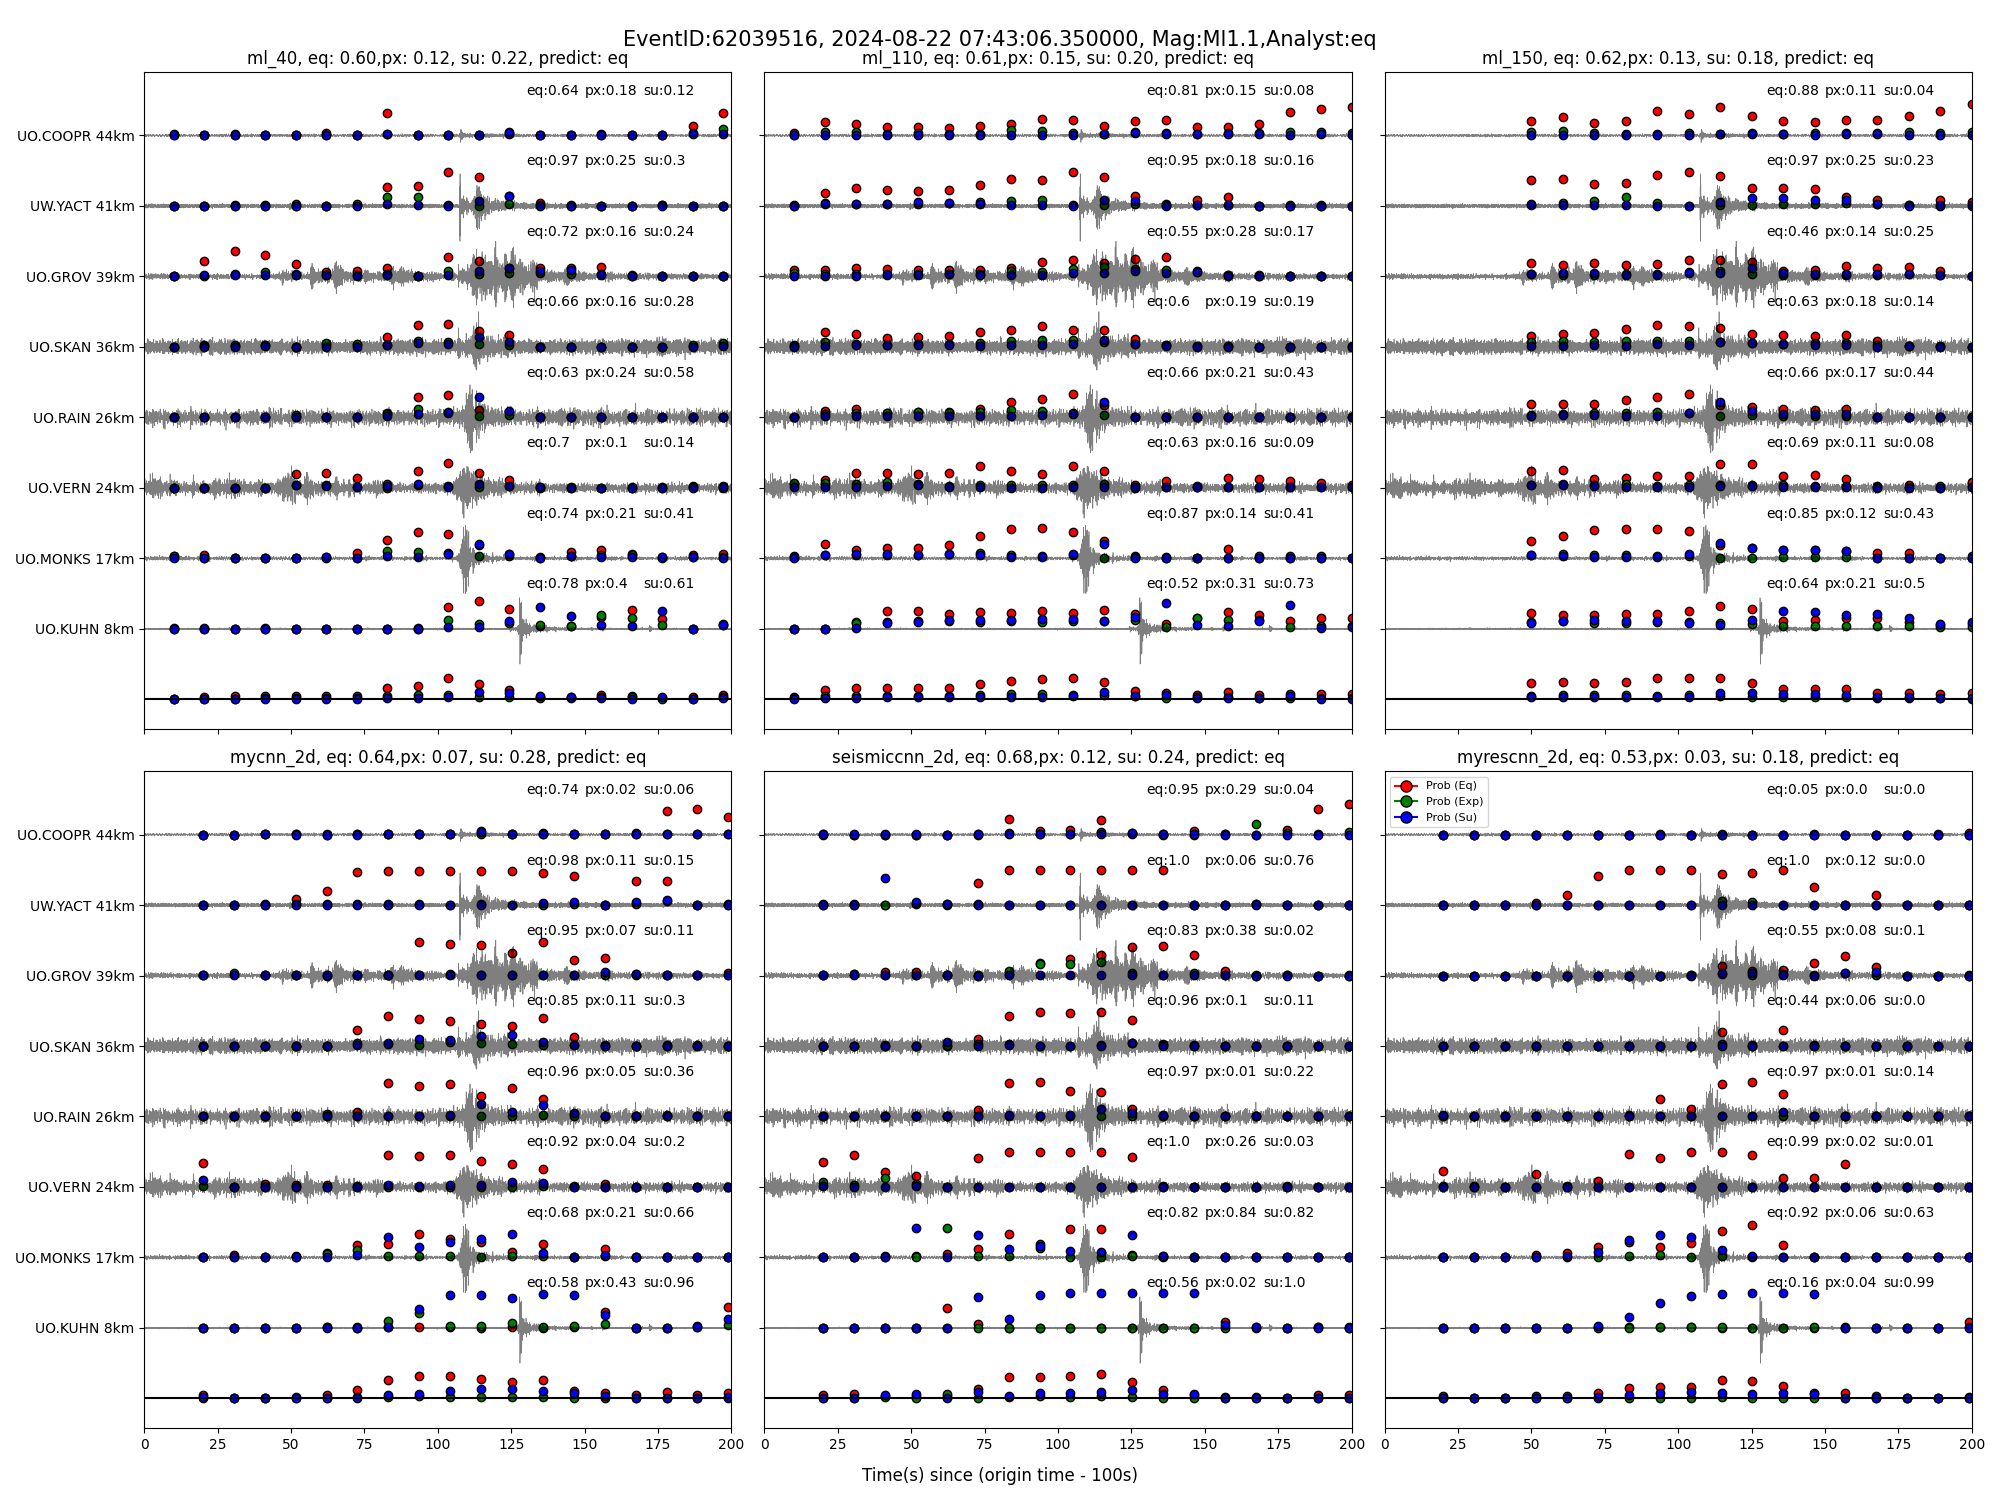 EventID:62039516, 2024-08-22 07:43:06.350000, Mag:Ml1.1,Analyst:eq
ml_40, eq: 0.60,px: 0.12, su: 0.22, predict: eq
UO.COOPR 44km eq:0.64 px:0.18 su:0.12
UW.YACT 41km eq:0.97 px:0.25 su:0.3
UO.GROV 39km eq:0.72 px:0.16 su:0.24
UO.SKAN 36km eq:0.66 px:0.16 su:0.28
UO.RAIN 26km eq:0.63 px:0.24 su:0.58
UO.VERN 24km eq:0.7 px:0.1 su:0.14
UO.MONKS 17km eq:0.74 px:0.21 su:0.41
UO.KUHN 8km eq:0.78 px:0.4 su:0.61
ml_110, eq: 0.61,px: 0.15, su: 0.20, predict: eq
eq:0.81 px:0.15 su:0.08
eq:0.95 px:0.18 su:0.16
eq:0.55 px:0.28 su:0.17
eq:0.6 px:0.19 su:0.19
eq:0.66 px:0.21 su:0.43
eq:0.63 px:0.16 su:0.09
eq:0.87 px:0.14 su:0.41
eq:0.52 px:0.31 su:0.73
ml_150, eq: 0.62,px: 0.13, su: 0.18, predict: eq
eq:0.88 px:0.11 su:0.04
eq:0.97 px:0.25 su:0.23
eq:0.46 px:0.14 su:0.25
eq:0.63 px:0.18 su:0.14
eq:0.66 px:0.17 su:0.44
eq:0.69 px:0.11 su:0.08
eq:0.85 px:0.12 su:0.43
eq:0.64 px:0.21 su:0.5
mycnn_2d, eq: 0.64,px: 0.07, su: 0.28, predict: eq
UO.COOPR 44km eq:0.74 px:0.02 su:0.06
UW.YACT 41km eq:0.98 px:0.11 su:0.15
UO.GROV 39km eq:0.95 px:0.07 su:0.11
UO.SKAN 36km eq:0.85 px:0.11 su:0.3
UO.RAIN 26km eq:0.96 px:0.05 su:0.36
UO.VERN 24km eq:0.92 px:0.04 su:0.2
UO.MONKS 17km eq:0.68 px:0.21 su:0.66
UO.KUHN 8km eq:0.58 px:0.43 su:0.96
0 25 50 75 100 125 150 175 200
seismiccnn_2d, eq: 0.68,px: 0.12, su: 0.24, predict: eq
eq:0.95 px:0.29 su:0.04
eq:1.0 px:0.06 su:0.76
eq:0.83 px:0.38 su:0.02
eq:0.96 px:0.1 su:0.11
eq:0.97 px:0.01 su:0.22
eq:1.0 px:0.26 su:0.03
eq:0.82 px:0.84 su:0.82
eq:0.56 px:0.02 su:1.0
0 25 50 75 100 125 150 175 200
myrescnn_2d, eq: 0.53,px: 0.03, su: 0.18, predict: eq
Prob (Eq)
Prob (Exp)
Prob (Su)
eq:0.05 px:0.0 su:0.0
eq:1.0 px:0.12 su:0.0
eq:0.55 px:0.08 su:0.1
eq:0.44 px:0.06 su:0.0
eq:0.97 px:0.01 su:0.14
eq:0.99 px:0.02 su:0.01
eq:0.92 px:0.06 su:0.63
eq:0.16 px:0.04 su:0.99
0 25 50 75 100 125 150 175 200
Time(s) since (origin time - 100s)